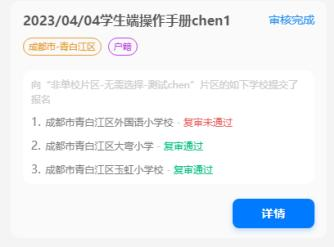 2023/04/04学生端操作手册chen1 审核完成
成都市-青白江区 户籍
向“非单校片区-无需选择-测试chen”片区的如下学校提交了
报名
1. 成都市青白江区外国语小学校 · 复审未通过
2. 成都市青白江区大弯小学 · 复审通过
3. 成都市青白江区玉虹小学校 · 复审通过
详情